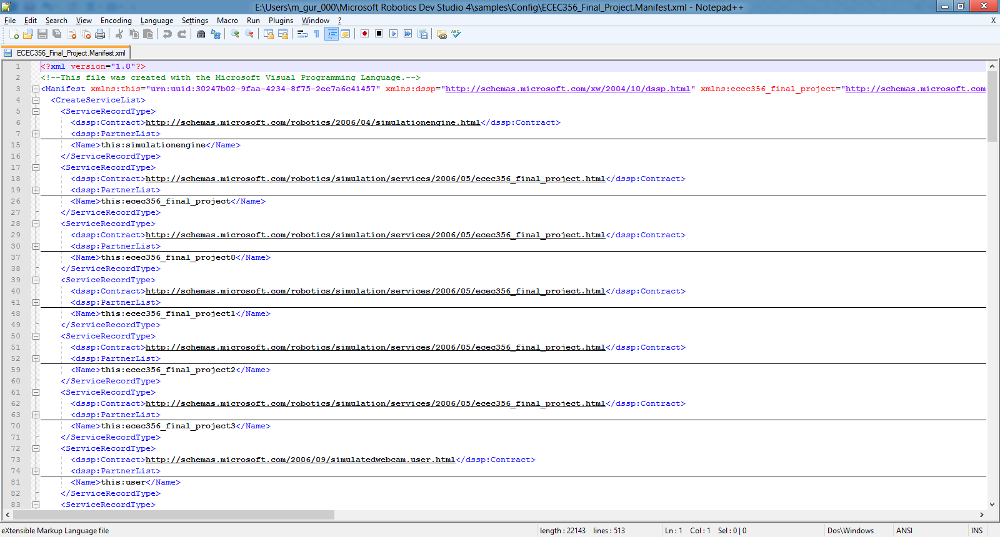 E:\Users\m_gur_000\Microsoft Robotics Dev Studio 4\samples\Config\ECEC356_Final_Project.Manifest.xml - Notepad++
File Edit Search View Encoding Language Settings Macro Run Plugins Window ? X
ECEC356_Final_Project.Manifest.xml
1 <?xml version="1.0"?>
2 <!--This file was created with the Microsoft Visual Programming Language.-->
3 <Manifest xmlns:this="urn:uuid:30247b02-9faa-4234-8f75-2ee7a6c41457" xmlns:dssp="http://schemas.microsoft.com/xw/2004/10/dssp.html" xmlns:ecec356_final_project="http://schemas.microsoft.com
4 <CreateServiceList>
5 <ServiceRecordType>
6 <dssp:Contract>http://schemas.microsoft.com/robotics/2006/04/simulationengine.html</dssp:Contract>
7 <dssp:PartnerList>
15 <Name>this:simulationengine</Name>
16 </ServiceRecordType>
17 <ServiceRecordType>
18 <dssp:Contract>http://schemas.microsoft.com/robotics/simulation/services/2006/05/ecec356_final_project.html</dssp:Contract>
19 <dssp:PartnerList>
26 <Name>this:ecec356_final_project</Name>
27 </ServiceRecordType>
28 <ServiceRecordType>
29 <dssp:Contract>http://schemas.microsoft.com/robotics/simulation/services/2006/05/ecec356_final_project.html</dssp:Contract>
30 <dssp:PartnerList>
37 <Name>this:ecec356_final_project0</Name>
38 </ServiceRecordType>
39 <ServiceRecordType>
40 <dssp:Contract>http://schemas.microsoft.com/robotics/simulation/services/2006/05/ecec356_final_project.html</dssp:Contract>
41 <dssp:PartnerList>
48 <Name>this:ecec356_final_project1</Name>
49 </ServiceRecordType>
50 <ServiceRecordType>
51 <dssp:Contract>http://schemas.microsoft.com/robotics/simulation/services/2006/05/ecec356_final_project.html</dssp:Contract>
52 <dssp:PartnerList>
59 <Name>this:ecec356_final_project2</Name>
60 </ServiceRecordType>
61 <ServiceRecordType>
62 <dssp:Contract>http://schemas.microsoft.com/robotics/simulation/services/2006/05/ecec356_final_project.html</dssp:Contract>
63 <dssp:PartnerList>
70 <Name>this:ecec356_final_project3</Name>
71 </ServiceRecordType>
72 <ServiceRecordType>
73 <dssp:Contract>http://schemas.microsoft.com/2006/09/simulatedwebcam.user.html</dssp:Contract>
74 <dssp:PartnerList>
81 <Name>this:user</Name>
82 </ServiceRecordType>
83 <ServiceRecordType>
eXtensible Markup Language file length : 22143 lines : 513 Ln : 1 Col : 1 Sel : 0 | 0 Dos\Windows ANSI INS